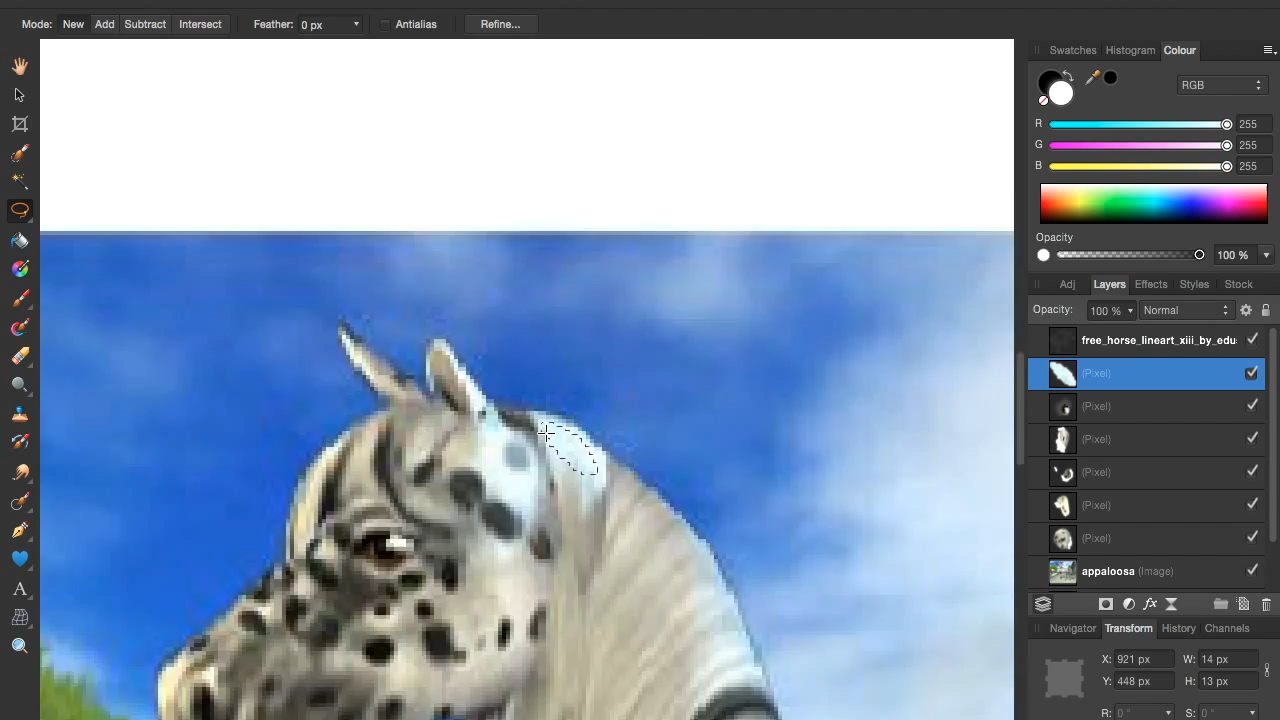 Mode: New Add Subtract Intersect Feather: 0 px Antialias Refine...
Swatches Histogram Colour
RGB
R 255
G 255
B 255
Opacity
100 %
Adj Layers Effects Styles Stock
Opacity: 100 % Normal
free_horse_lineart_xiii_by_edu
(Pixel)
(Pixel)
(Pixel)
(Pixel)
(Pixel)
(Pixel)
appaloosa (Image)
fx
Navigator Transform History Channels
X: 921 px W: 14 px
Y: 448 px H: 13 px
R: 0 ° S: 0 °
A